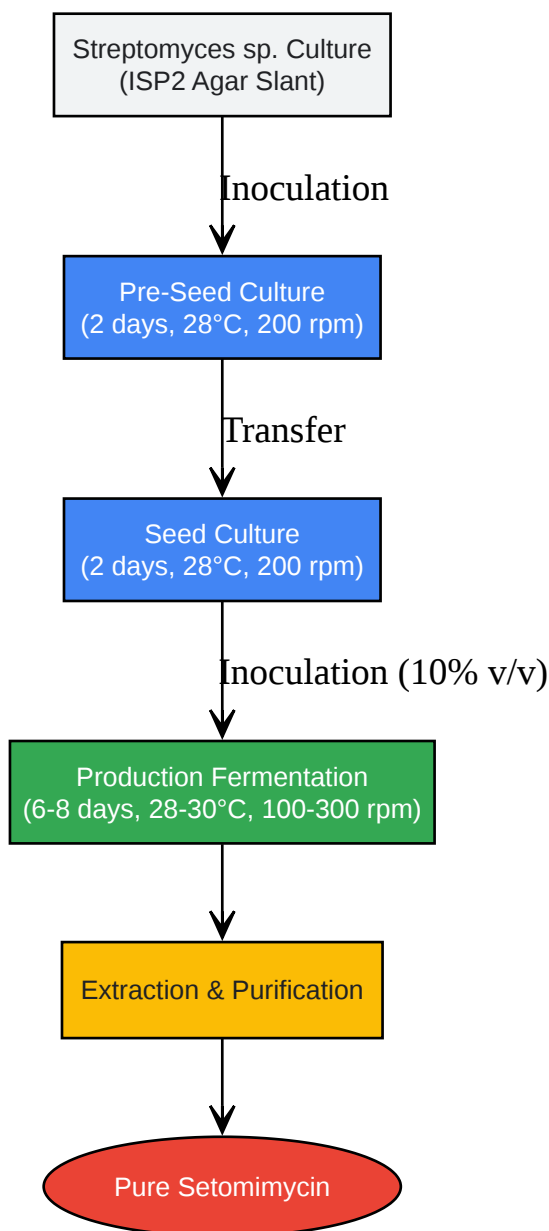 Streptomyces sp. Culture
(ISP2 Agar Slant)
Inoculation
Pre-Seed Culture
(2 days, 28°C, 200 rpm)
Transfer
Seed Culture
(2 days, 28°C, 200 rpm)
Inoculation (10% v/v)
Production Fermentation
(6-8 days, 28-30°C, 100-300 rpm)
Extraction & Purification
Pure Setomimycin